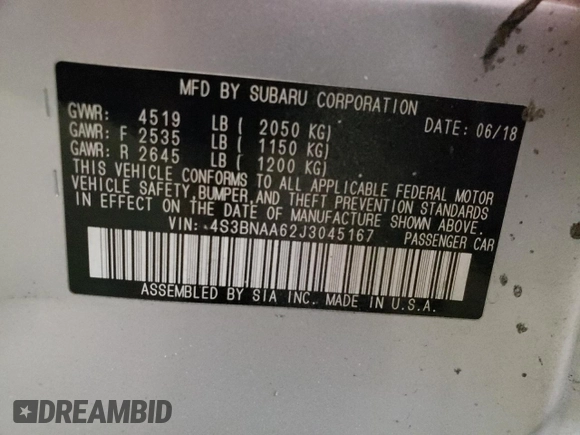 MFD BY SUBARU CORPORATION
GVWR: 4519 LB ( 2050 KG) DATE: 06/18
GAWR: F 2535 LB ( 1150 KG)
GAWR: R 2645 LB ( 1200 KG)
THIS VEHICLE CONFORMS TO ALL APPLICABLE FEDERAL MOTOR
VEHICLE SAFETY, BUMPER, AND THEFT PREVENTION STANDARDS
IN EFFECT ON THE DATE OF MANUFACTURE SHOWN ABOVE.
VIN: 4S3BNAA62J3045167 PASSENGER CAR
ASSEMBLED BY SIA INC. MADE IN U.S.A.
DREAMBID